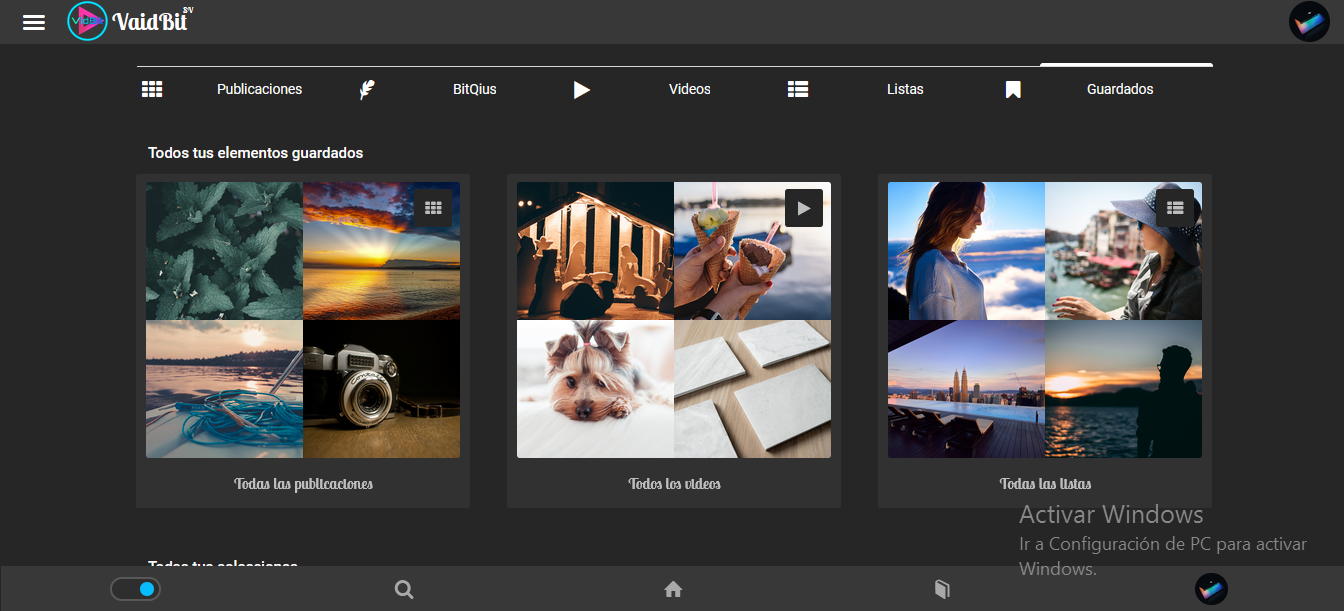 VaidBit SV
Publicaciones BitQius Videos Listas Guardados
Todos tus elementos guardados
Todas las publicaciones Todos los videos Todas las listas
Activar Windows
Ir a Configuración de PC para activar
Windows.
Todas tus selecciones